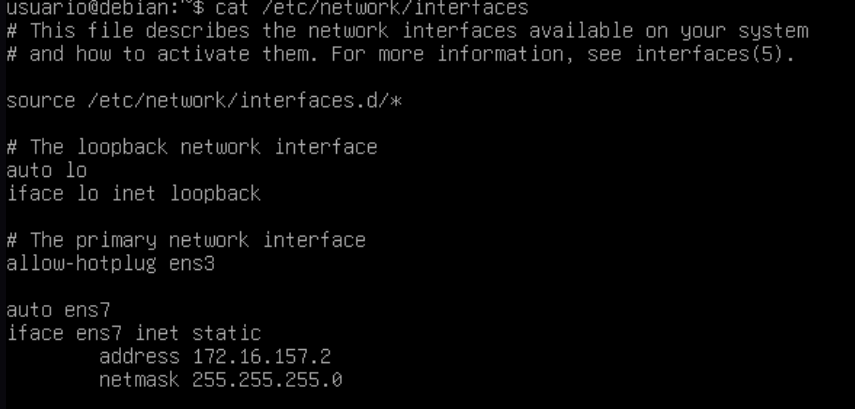 usuario@debian:~$ cat /etc/network/interfaces
# This file describes the network interfaces available on your system
# and how to activate them. For more information, see interfaces(5).
source /etc/network/interfaces.d/*
# The loopback network interface
auto lo
iface lo inet loopback
# The primary network interface
allow-hotplug ens3
auto ens7
iface ens7 inet static
address 172.16.157.2
netmask 255.255.255.0